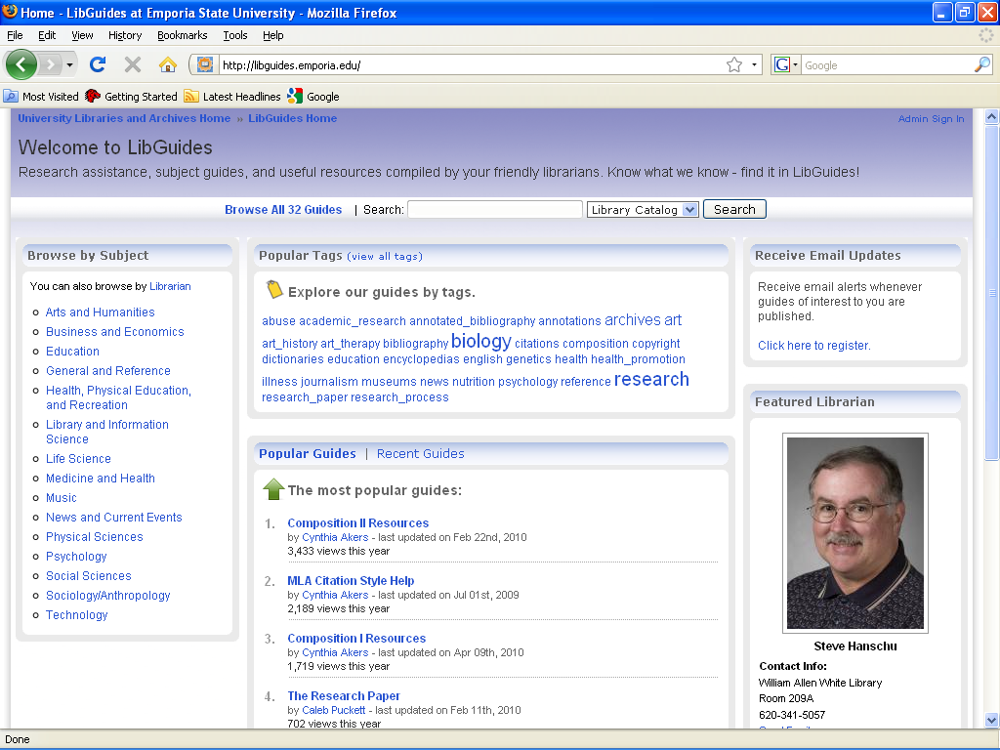 Home - LibGuides at Emporia State University - Mozilla Firefox
File Edit View History Bookmarks Tools Help
http://libguides.emporia.edu/
G Google
Most Visited Getting Started Latest Headlines Google
University Libraries and Archives Home » LibGuides Home
Admin Sign In
Welcome to LibGuides
Research assistance, subject guides, and useful resources compiled by your friendly librarians. Know what we know - find it in LibGuides!
Browse All 32 Guides | Search: Library Catalog Search
Browse by Subject
You can also browse by Librarian
Arts and Humanities
Business and Economics
Education
General and Reference
Health, Physical Education,
and Recreation
Library and Information
Science
Life Science
Medicine and Health
Music
News and Current Events
Physical Sciences
Psychology
Social Sciences
Sociology/Anthropology
Technology
Popular Tags (view all tags)
Explore our guides by tags.
abuse academic_research annotated_bibliography annotations archives art
art_history art_therapy bibliography biology citations composition copyright
dictionaries education encyclopedias english genetics health health_promotion
illness journalism museums news nutrition psychology reference research
research_paper research_process
Popular Guides | Recent Guides
The most popular guides:
1. Composition II Resources
by Cynthia Akers - last updated on Feb 22nd, 2010
3,433 views this year
2. MLA Citation Style Help
by Cynthia Akers - last updated on Jul 01st, 2009
2,189 views this year
3. Composition I Resources
by Cynthia Akers - last updated on Apr 09th, 2010
1,719 views this year
4. The Research Paper
by Caleb Puckett - last updated on Feb 11th, 2010
702 views this year
Receive Email Updates
Receive email alerts whenever
guides of interest to you are
published.
Click here to register.
Featured Librarian
Steve Hanschu
Contact Info:
William Allen White Library
Room 209A
620-341-5057
Done